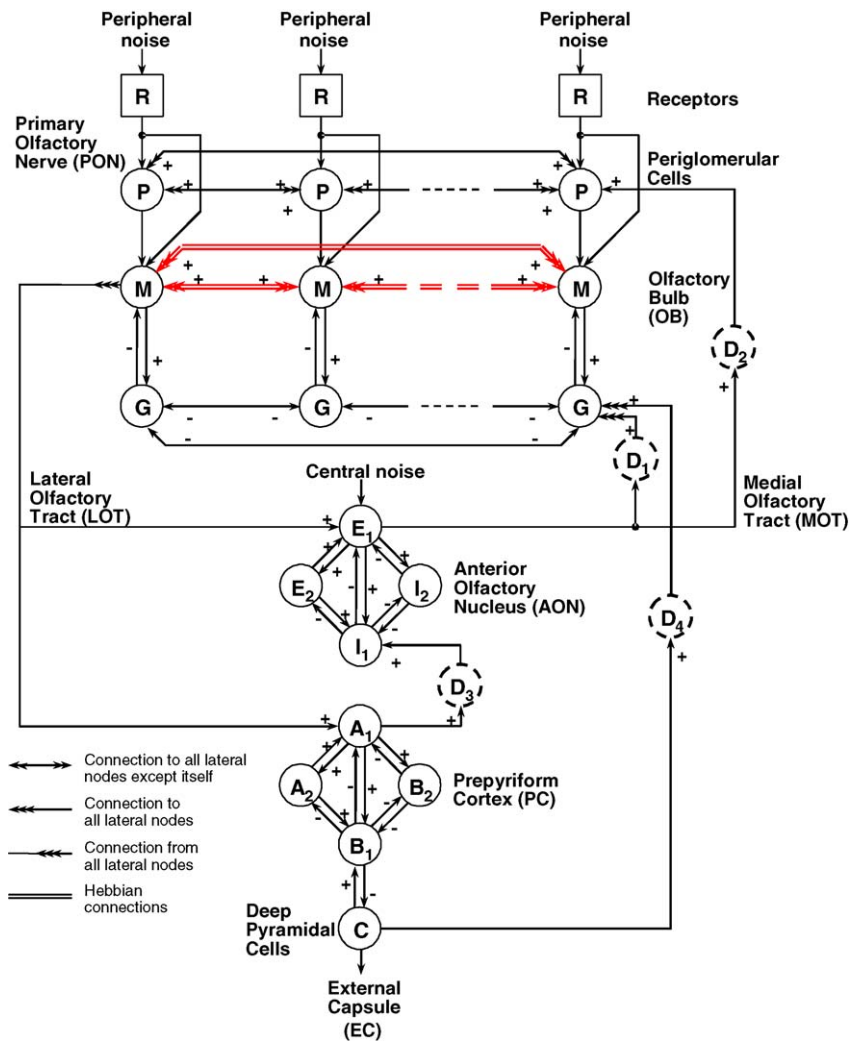 Peripheral noise
Peripheral noise
Peripheral noise
R
R
R
Receptors
Primary
Olfactory
Nerve (PON)
Periglomerular
Cells
+
+
P
+
+
+
P
+
+
+
P
+
+
+
M
+
+
M
+
+
M
Olfactory
Bulb
(OB)
D2
+
-
+
-
+
-
+
G
-
-
G
-
-
G
+
+
-
-
D1
Lateral
Olfactory
Tract (LOT)
Central noise
Medial
Olfactory
Tract (MOT)
+
E1
+
+
-
+
E2
-
+
I2
Anterior
Olfactory
Nucleus (AON)
+
-
-
-
I1
+
D4
+
D3
+
+
A1
+
+
-
+
A2
+
-
B2
Prepyriform
Cortex (PC)
+
-
-
-
B1
+
-
Connection to all lateral
nodes except itself
Connection to
all lateral nodes
Connection from
all lateral nodes
Hebbian
connections
Deep
Pyramidal
Cells
C
External
Capsule
(EC)